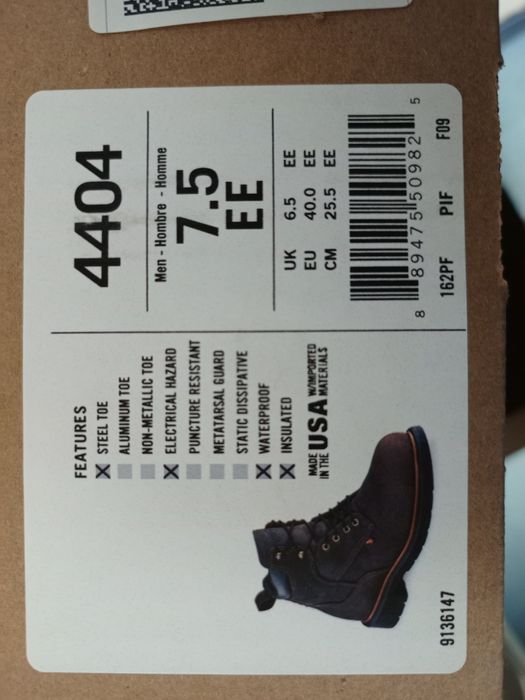 4404
Men - Hombre - Homme
7.5
EE
UK 6.5 EE
EU 40.0 EE
CM 25.5 EE
8 89475 50982 5
162PF PIF F09
FEATURES
STEEL TOE
ALUMINUM TOE
NON-METALLIC TOE
ELECTRICAL HAZARD
PUNCTURE RESISTANT
METATARSAL GUARD
STATIC DISSIPATIVE
WATERPROOF
INSULATED
MADE IN THE USA W/IMPORTED MATERIALS
9136147